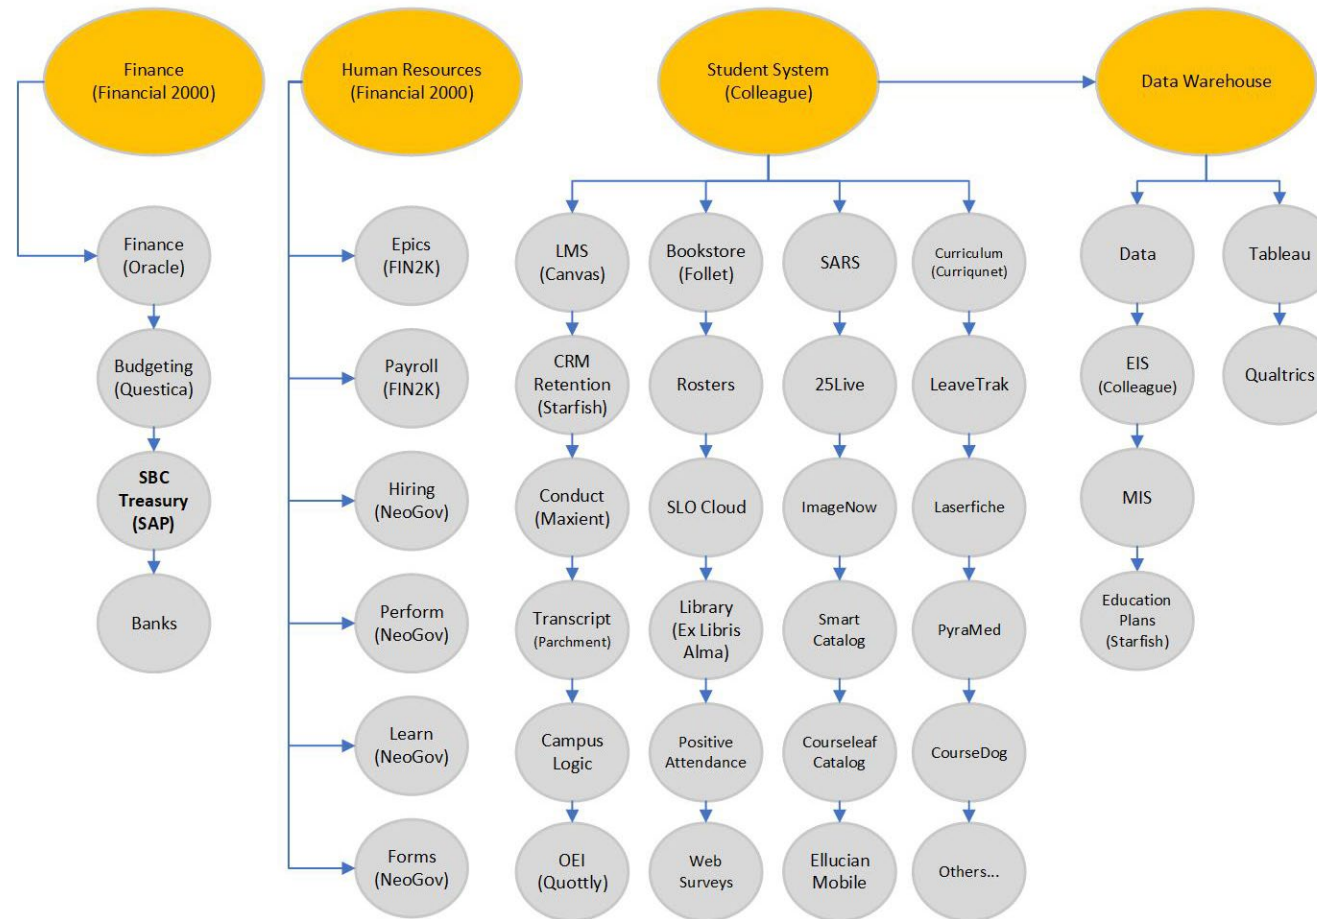 Finance
(Financial 2000)
Human Resources
(Financial 2000)
Student System
(Colleague)
Data Warehouse
Finance
(Oracle)
Budgeting
(Questica)
SBC
Treasury
(SAP)
Banks
Epics
(FIN2K)
Payroll
(FIN2K)
Hiring
(NeoGov)
Perform
(NeoGov)
Learn
(NeoGov)
Forms
(NeoGov)
LMS
(Canvas)
CRM
Retention
(Starfish)
Conduct
(Maxient)
Transcript
(Parchment)
Campus
Logic
OEI
(Quottly)
Bookstore
(Follet)
Rosters
SLO Cloud
Library
(Ex Libris
Alma)
Positive
Attendance
Web
Surveys
SARS
25Live
ImageNow
Smart
Catalog
Courseleaf
Catalog
Ellucian
Mobile
Curriculum
(Curriqunet)
LeaveTrak
Laserfiche
PyraMed
CourseDog
Others...
Data
EIS
(Colleague)
MIS
Education
Plans
(Starfish)
Tableau
Qualtrics